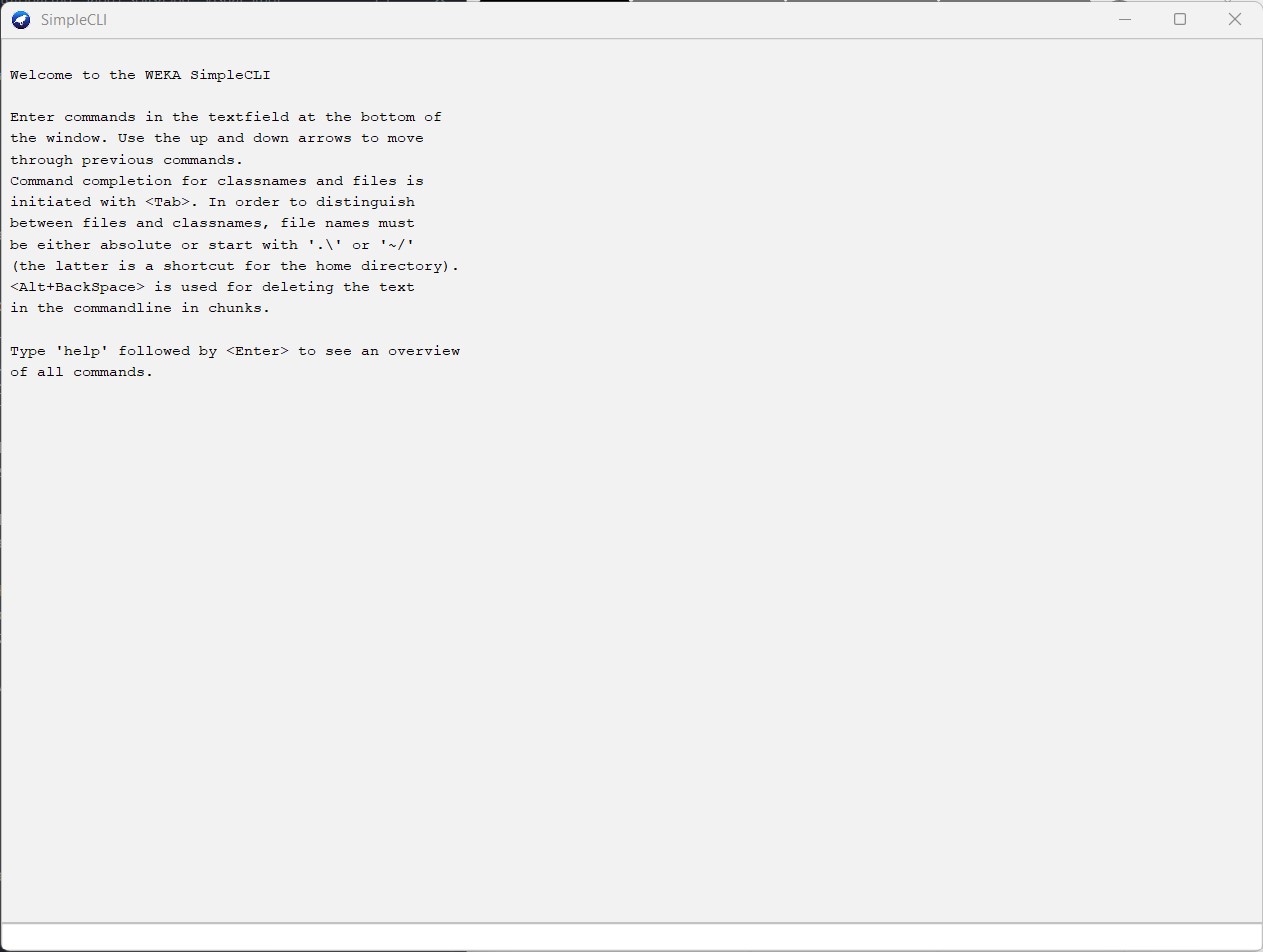 SimpleCLI
Welcome to the WEKA SimpleCLI
Enter commands in the textfield at the bottom of
the window. Use the up and down arrows to move
through previous commands.
Command completion for classnames and files is
initiated with <Tab>. In order to distinguish
between files and classnames, file names must
be either absolute or start with '.\' or '~/'
(the latter is a shortcut for the home directory).
<Alt+BackSpace> is used for deleting the text
in the commandline in chunks.
Type 'help' followed by <Enter> to see an overview
of all commands.